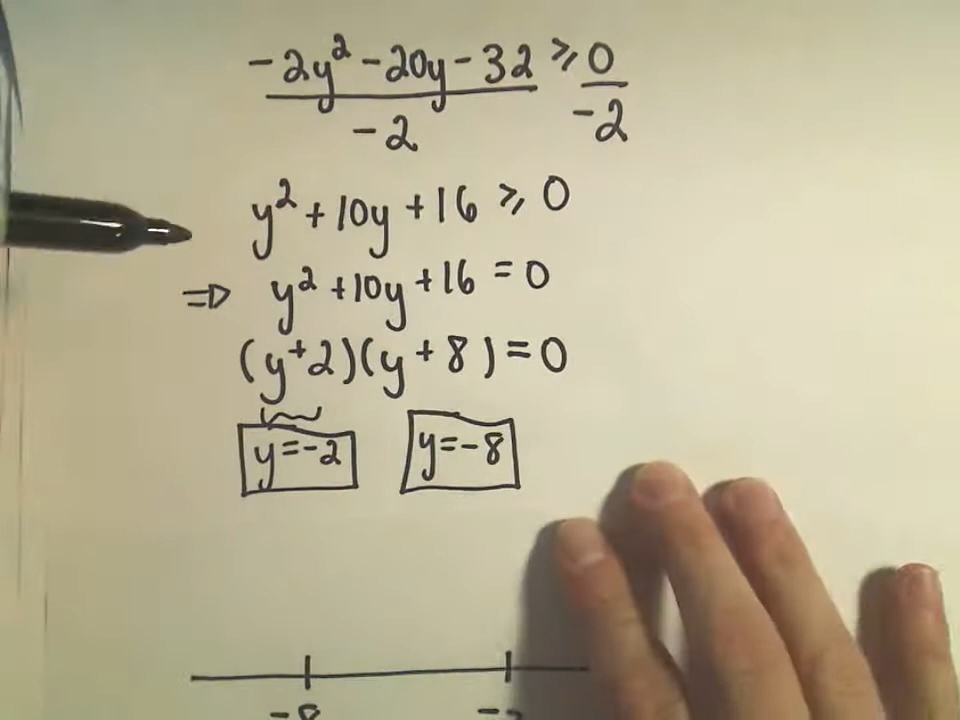 -2y² -20y -32 ⩾ 0
-2 -2
y² + 10y + 16 ⩾ 0
⇒ y² + 10y + 16 = 0
(y+2)(y+8) = 0
y=-2 y=-8
-8